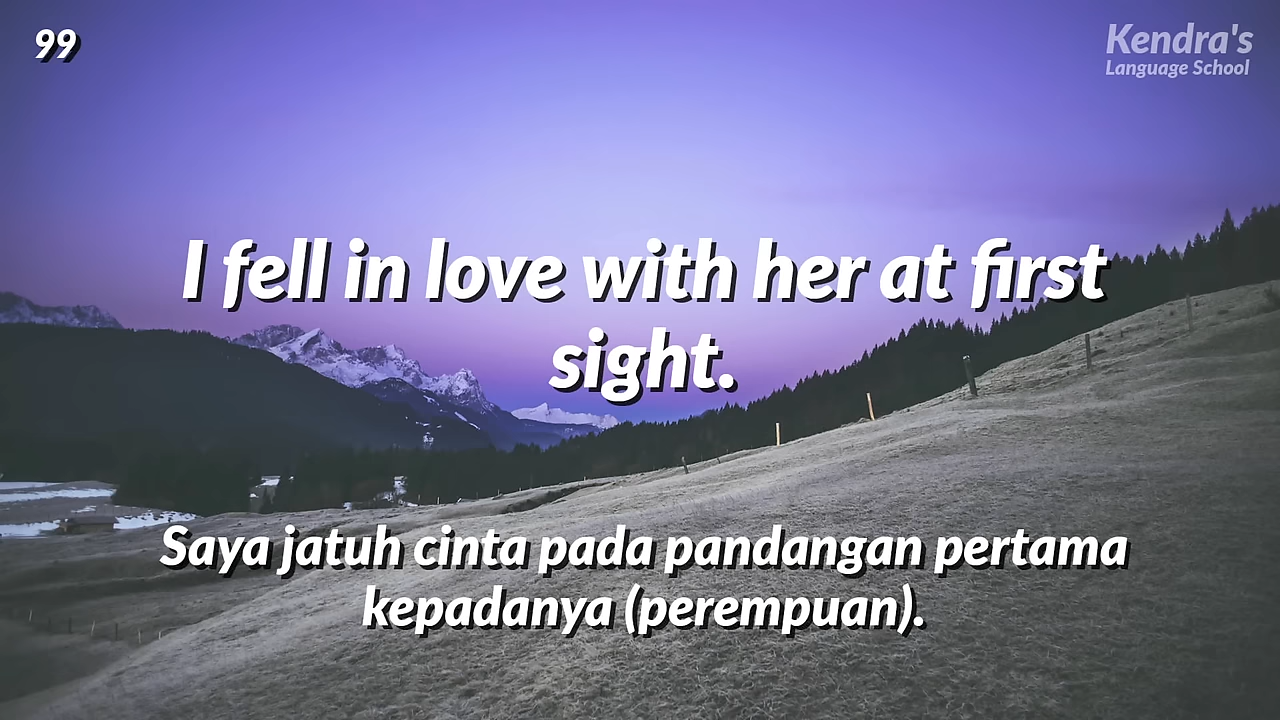 99
Kendra's
Language School
I fell in love with her at first
sight.
Saya jatuh cinta pada pandangan pertama
kepadanya (perempuan).